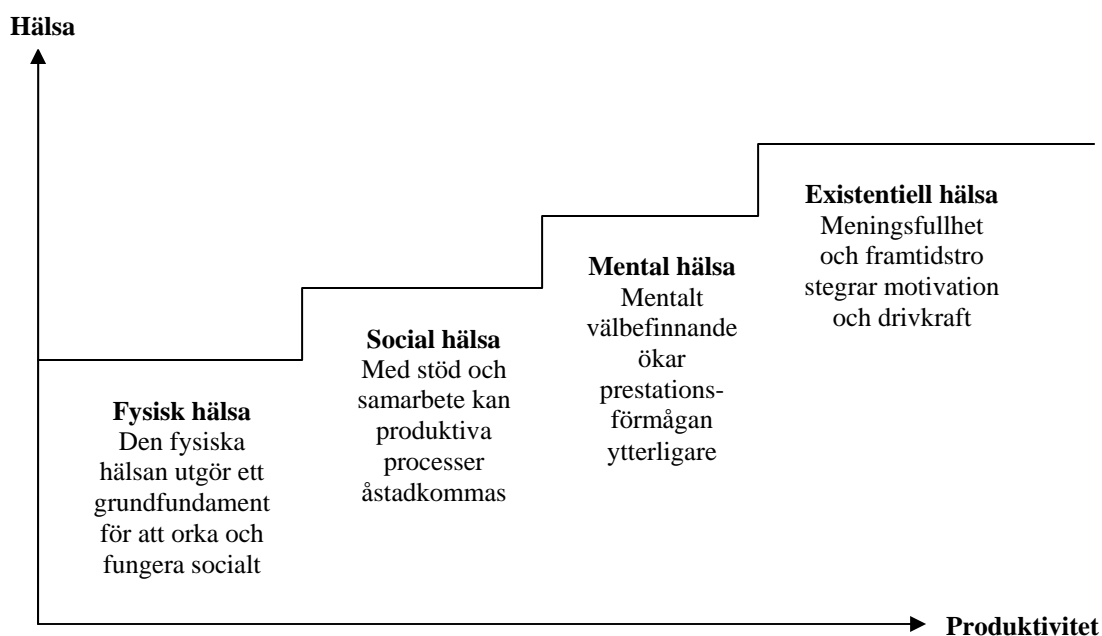 Hälsa
Existentiell hälsa
Meningsfullhet
och framtidstro
stegrar motivation
och drivkraft
Mental hälsa
Mentalt
välbefinnande
ökar
prestations-
förmågan
ytterligare
Social hälsa
Med stöd och
samarbete kan
produktiva
processer
åstadkommas
Fysisk hälsa
Den fysiska
hälsan utgör ett
grundfundament
för att orka och
fungera socialt
Produktivitet